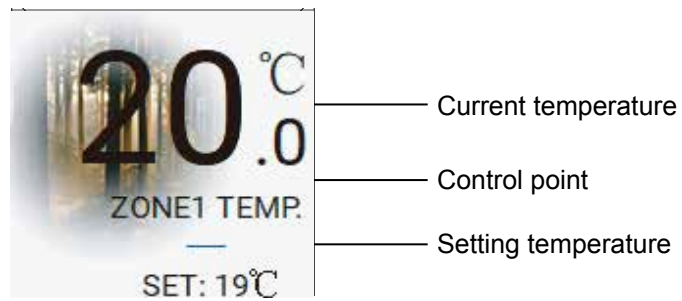 20.0℃
Current temperature
Control point
ZONE1 TEMP.
Setting temperature
SET: 19℃